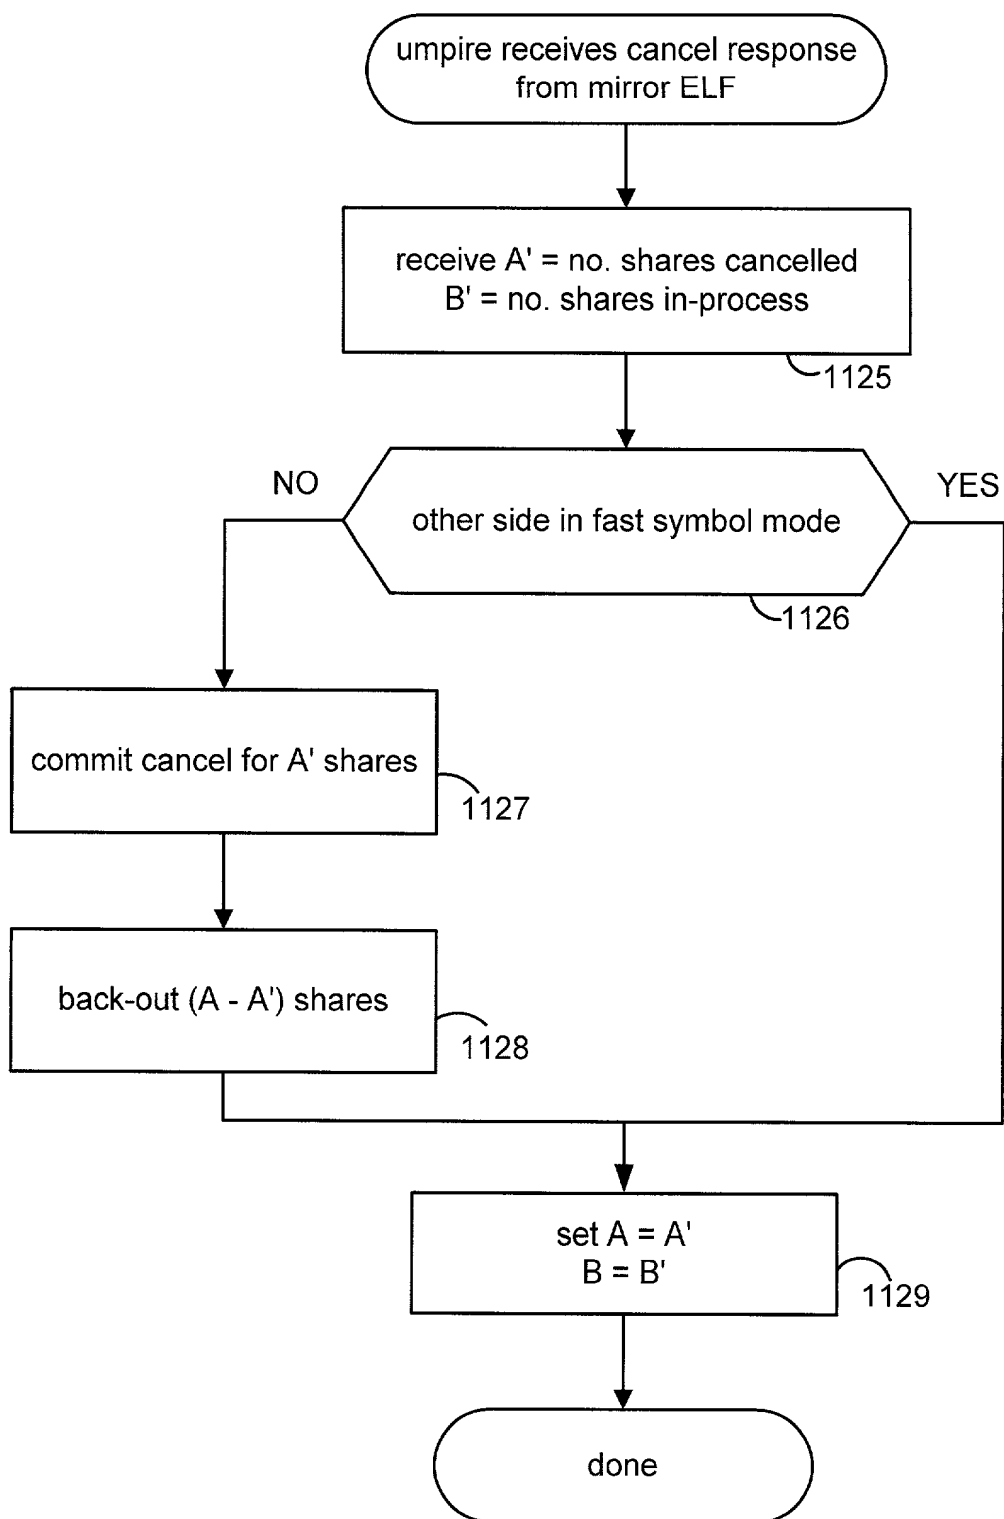 umpire receives cancel response
from mirror ELF
receive A' = no. shares cancelled
B' = no. shares in-process
1125
NO
YES
other side in fast symbol mode
1126
commit cancel for A' shares
1127
back-out (A - A') shares
1128
set A = A'
B = B'
1129
done